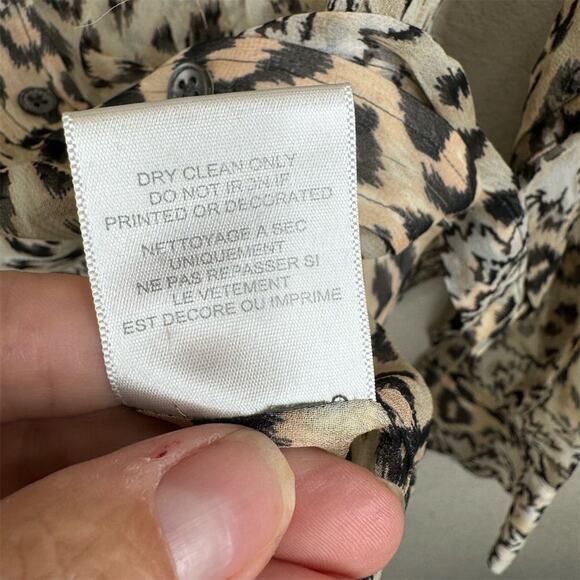 DRY CLEAN ONLY
DO NOT IRON IF
PRINTED OR DECORATED
NETTOYAGE A SEC
UNIQUEMENT
NE PAS REPASSER SI
LE VETEMENT
EST DECORE OU IMPRIME